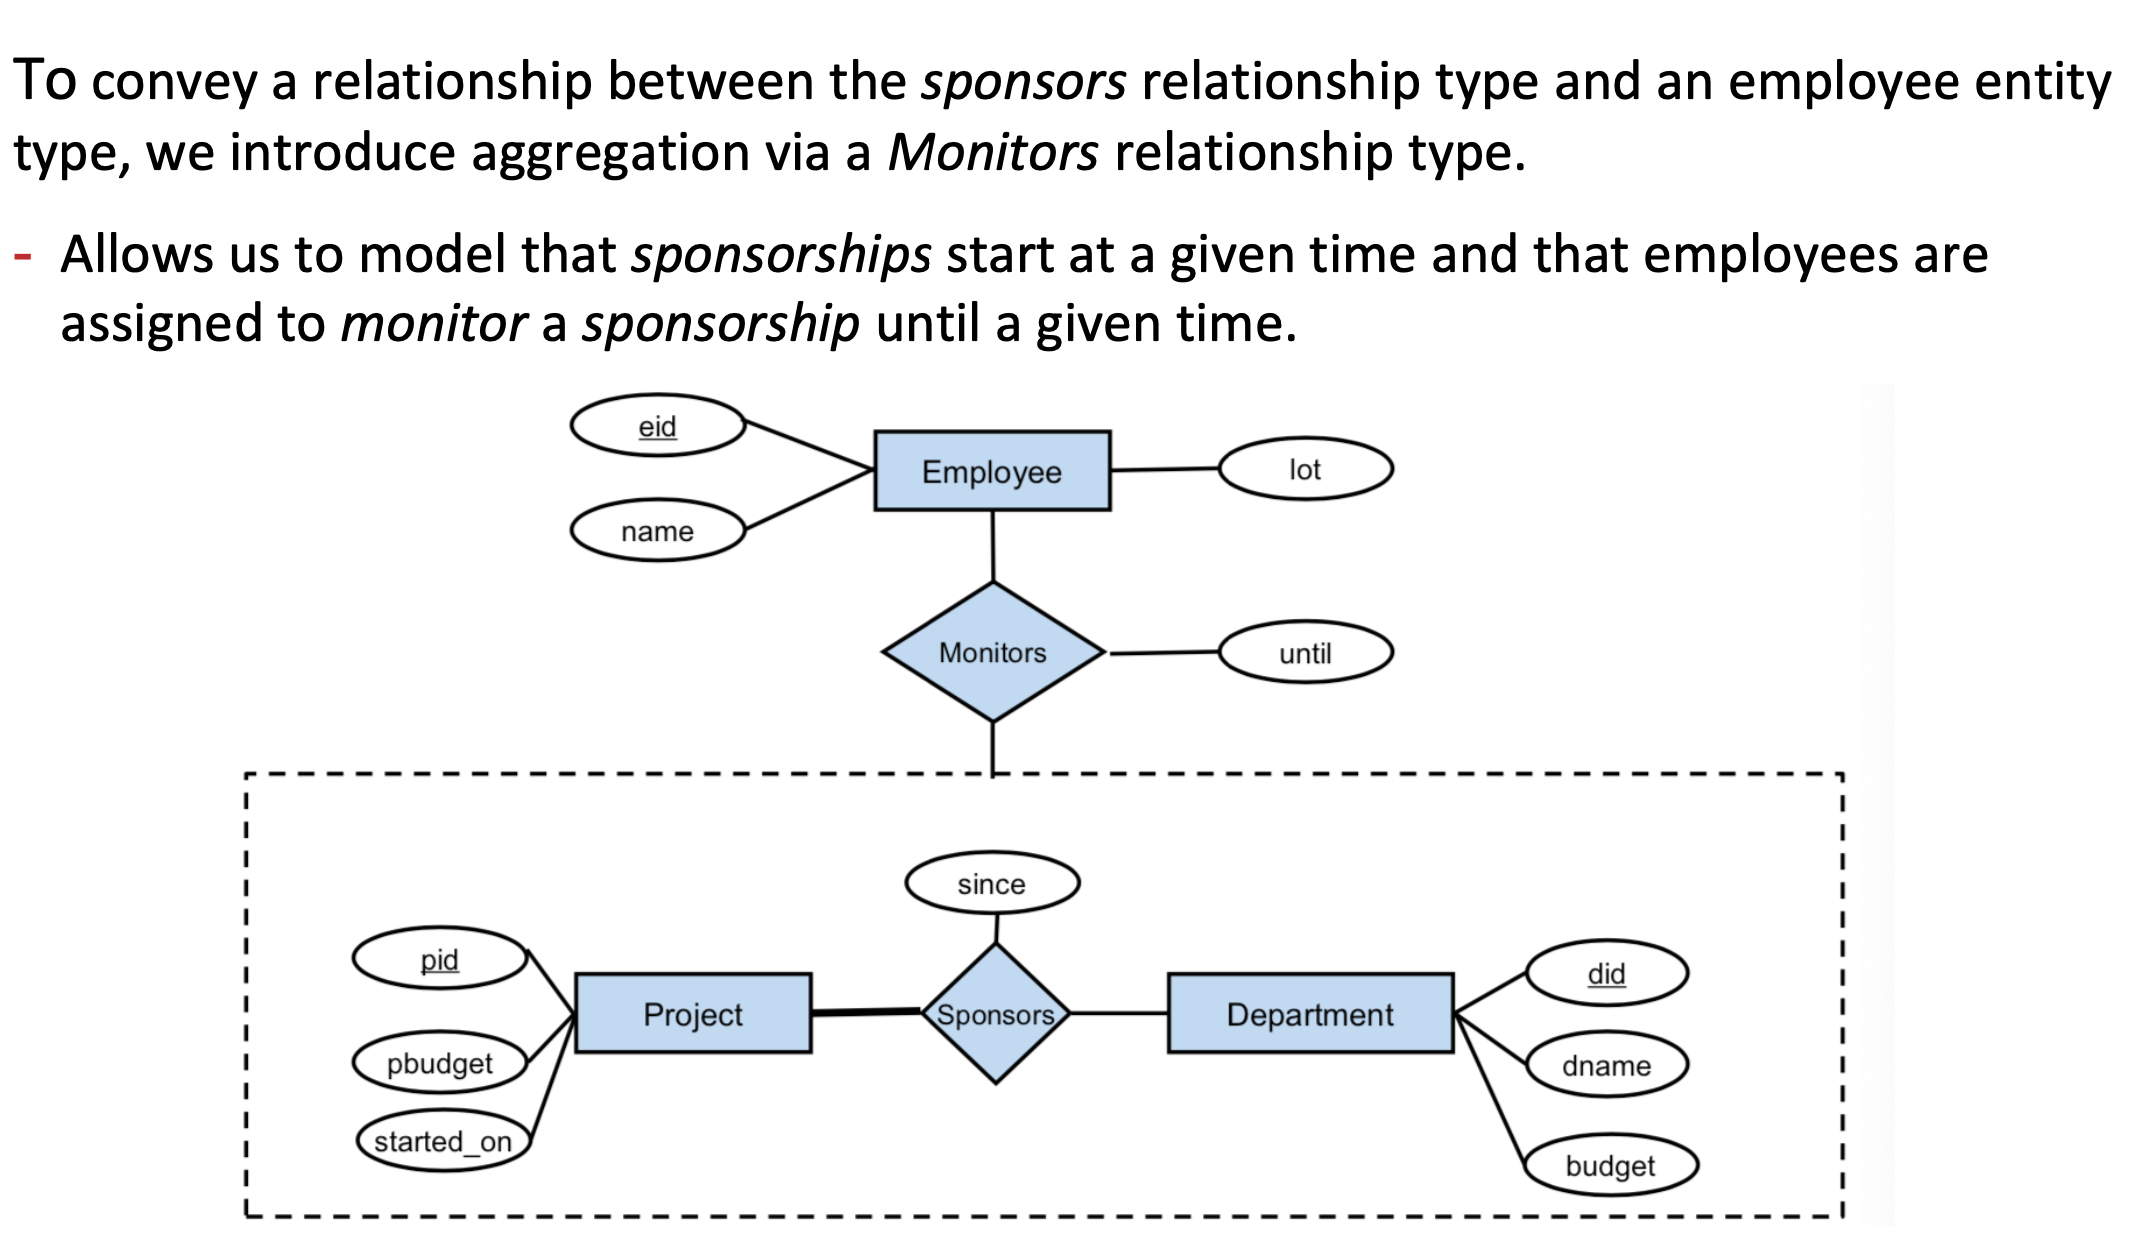 To convey a relationship between the sponsors relationship type and an employee entity
type, we introduce aggregation via a Monitors relationship type.
- Allows us to model that sponsorships start at a given time and that employees are
assigned to monitor a sponsorship until a given time.
eid
Employee
lot
name
Monitors
until
since
pid
did
Project
Sponsors
Department
pbudget
dname
started_on
budget